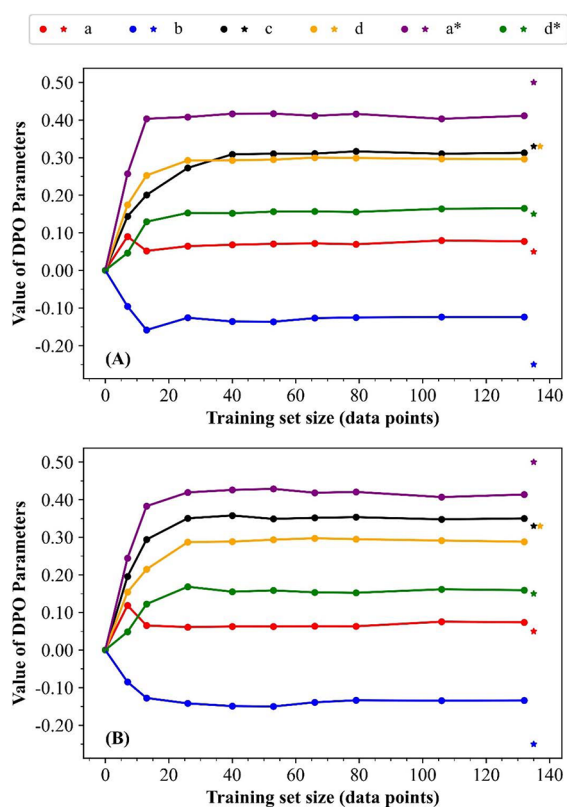 a b c d a* d*
0.50
0.40
0.30
0.20
0.10
0.00
-0.10
-0.20
Value of DPO Parameters
(A)
0 20 40 60 80 100 120 140
Training set size (data points)
0.50
0.40
0.30
0.20
0.10
0.00
-0.10
-0.20
Value of DPO Parameters
(B)
0 20 40 60 80 100 120 140
Training set size (data points)